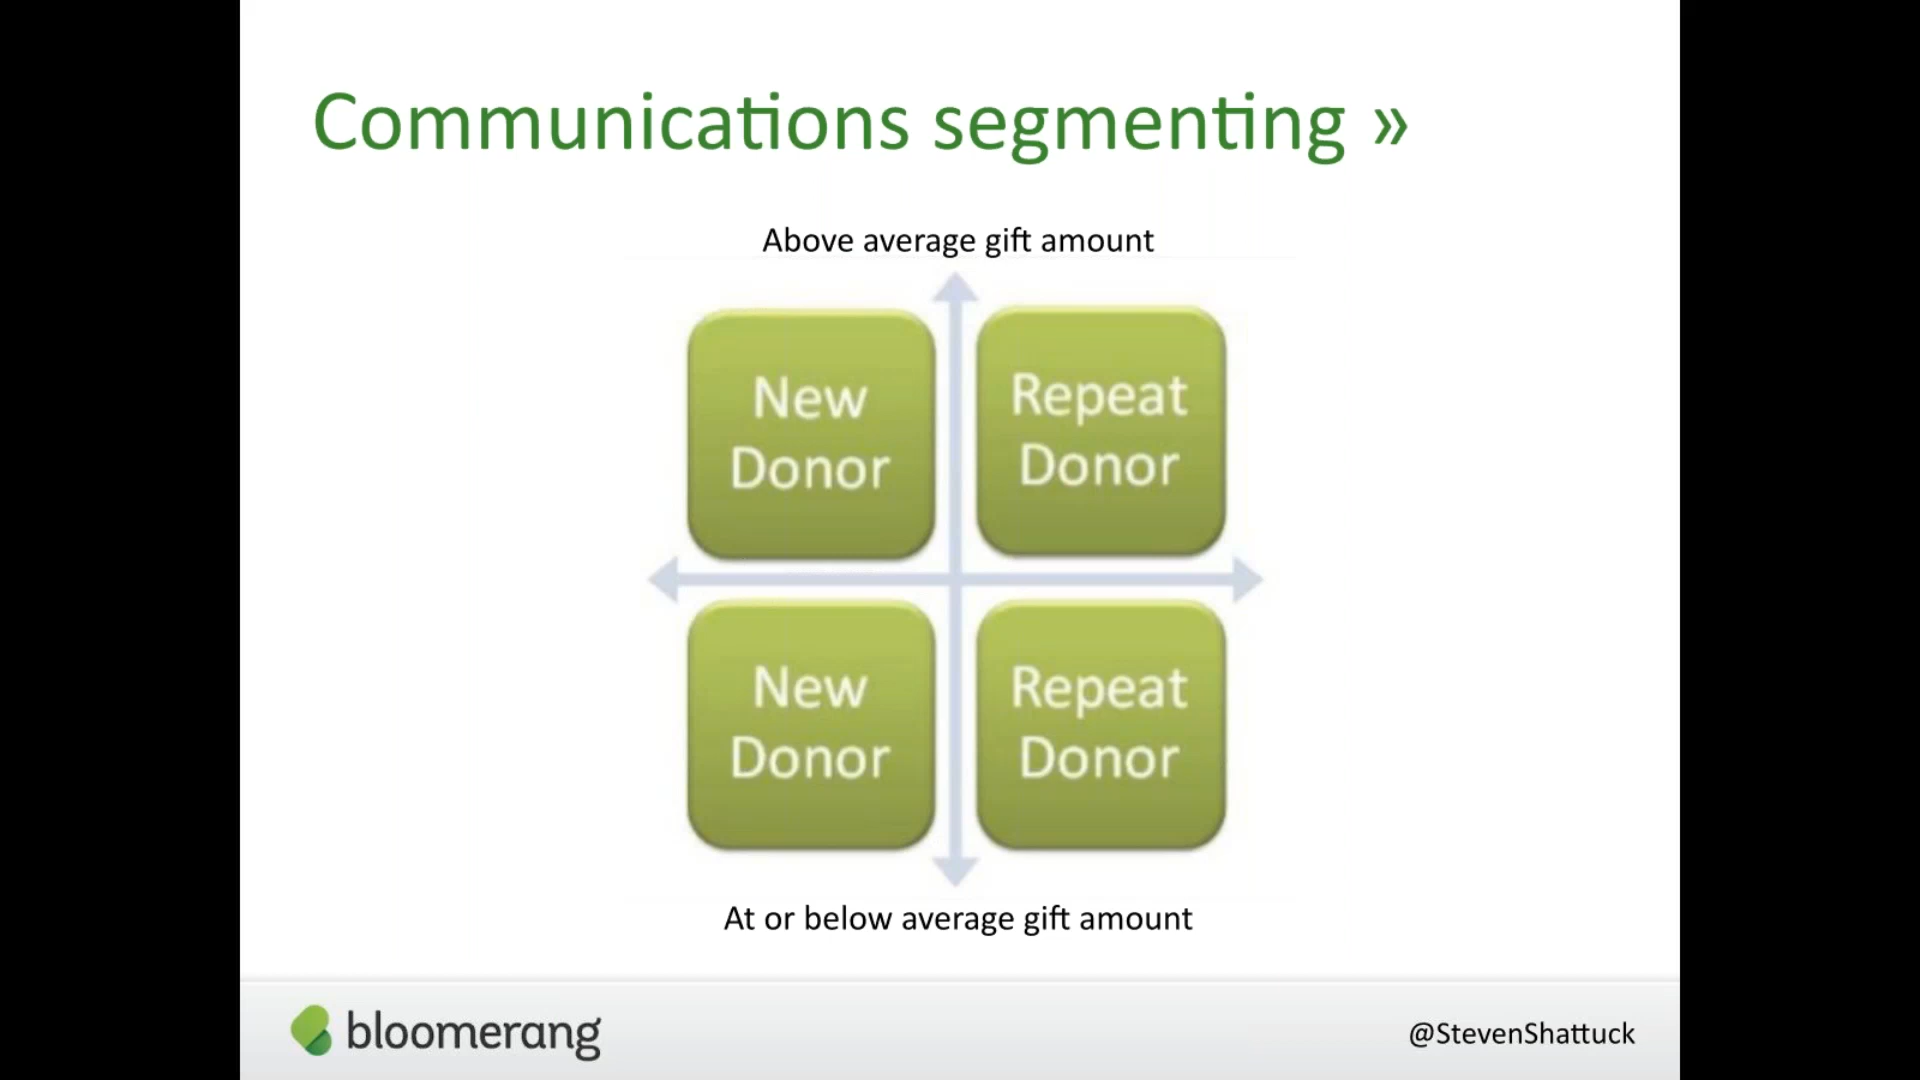 Communications segmenting »
Above average gift amount
New
Donor
Repeat
Donor
New
Donor
Repeat
Donor
At or below average gift amount
bloomerang
@StevenShattuck